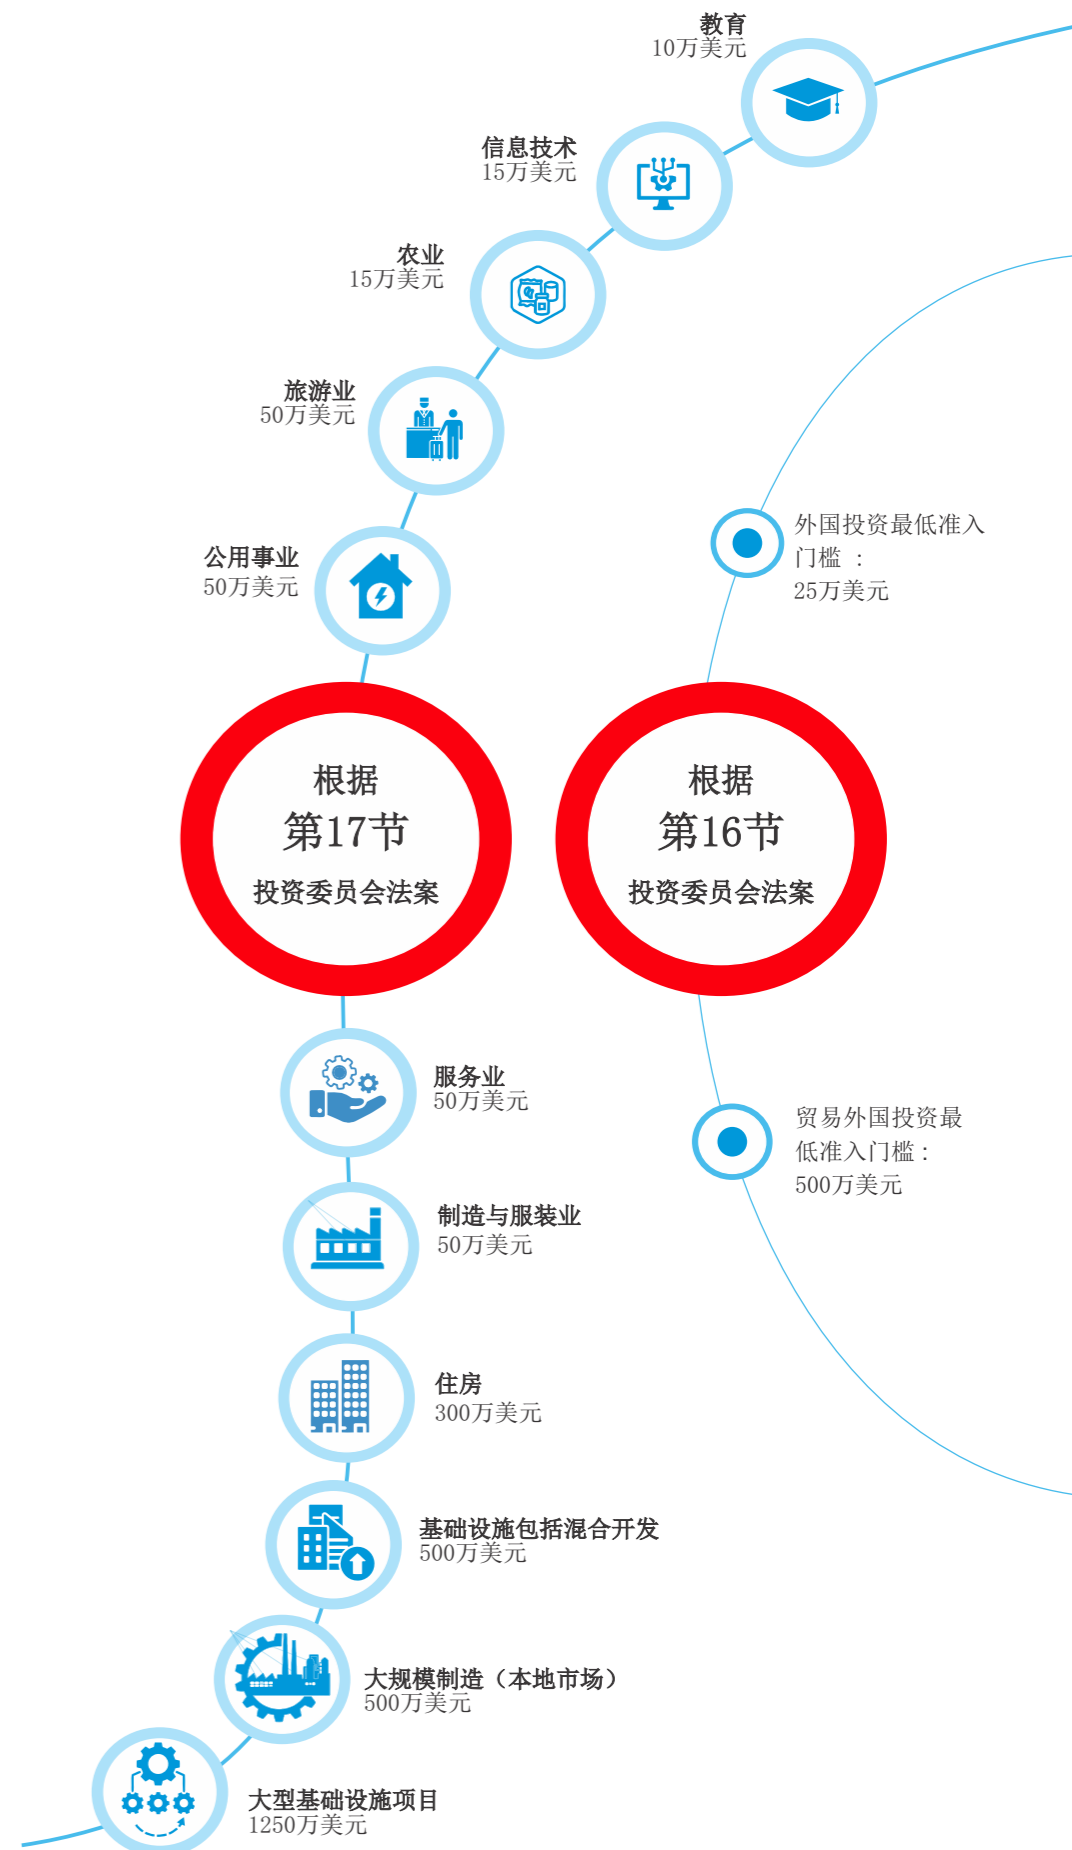 教育
10万美元
信息技术
15万美元
农业
15万美元
旅游业
50万美元
公用事业
50万美元
根据
第17节
投资委员会法案
服务业
50万美元
制造与服装业
50万美元
住房
300万美元
基础设施包括混合开发
500万美元
大规模制造（本地市场）
500万美元
大型基础设施项目
1250万美元
外国投资最低准入
门槛 ：
25万美元
根据
第16节
投资委员会法案
贸易外国投资最
低准入门槛：
500万美元